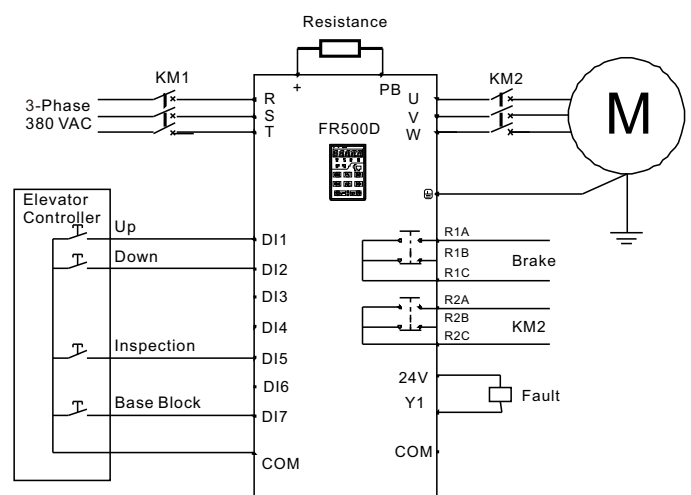 Resistance
KM1
+
PB
KM2
3-Phase
380 VAC
R
S
T
FR500D
U
V
W
M
Elevator
Controller
Up
DI1
Down
DI2
DI3
DI4
Inspection
DI5
DI6
Base Block
DI7
COM
R1A
R1B
R1C
Brake
R2A
R2B
R2C
KM2
24V
Y1
Fault
COM